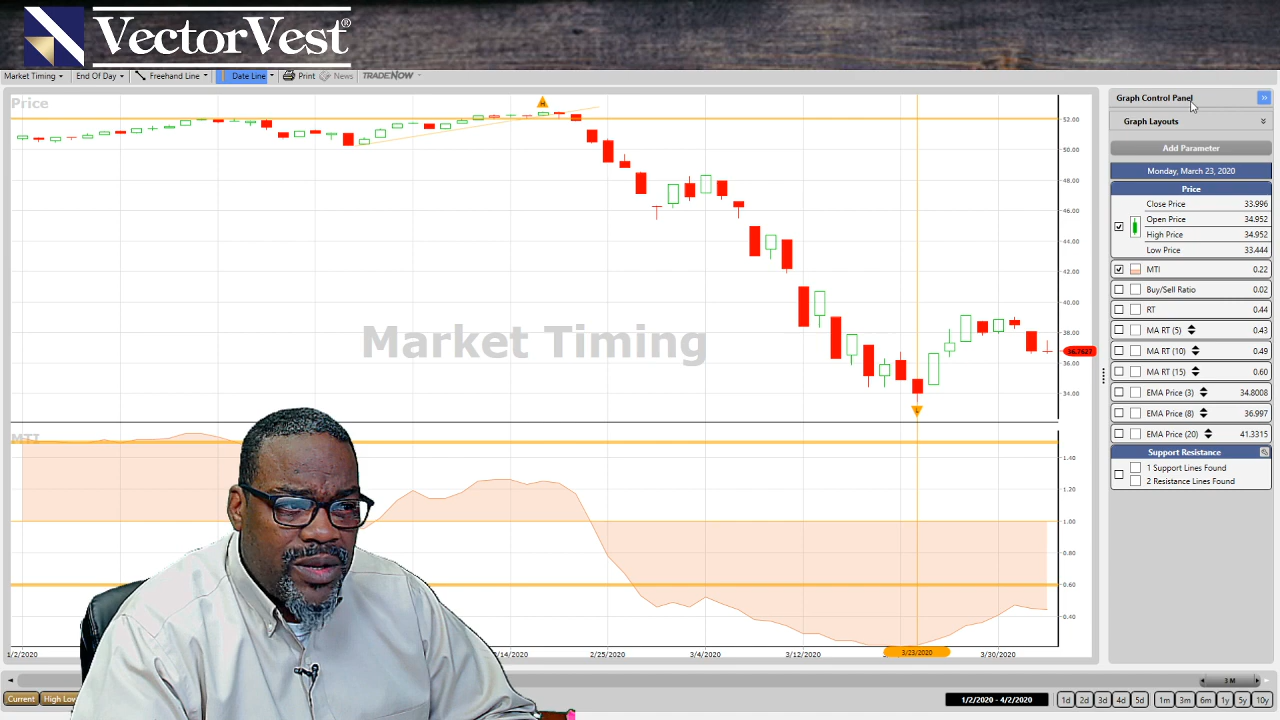 VectorVest®
Market Timing
End Of Day
Freehand Line
Date Line
Print
News
TRADENOW
Price
H
52.00
50.00
48.00
46.00
44.00
42.00
40.00
38.00
36.7627
36.00
34.00
L
Market Timing
MTI
1.40
1.20
1.00
0.80
0.60
0.40
1/2/2020
2/25/2020
3/4/2020
3/12/2020
3/23/2020
3/30/2020
Graph Control Panel
Graph Layouts
Add Parameter
Monday, March 23, 2020
Price
Close Price 33.996
Open Price 34.952
High Price 34.952
Low Price 33.444
MTI 0.22
Buy/Sell Ratio 0.02
RT 0.44
MA RT (5) 0.43
MA RT (10) 0.49
MA RT (15) 0.60
EMA Price (3) 34.8008
EMA Price (8) 36.997
EMA Price (20) 41.3315
Support Resistance
1 Support Lines Found
2 Resistance Lines Found
3 M
Current
High Low
1/2/2020 - 4/2/2020
1d 2d 3d 4d 5d 1m 3m 6m 1y 5y 10y